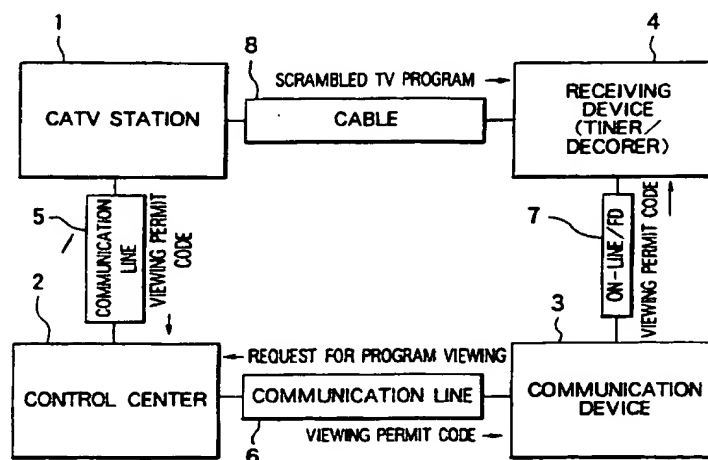 1
8
4
SCRAMBLED TV PROGRAM →
CATV STATION
CABLE
RECEIVING
DEVICE
(TINER/
DECORER)
5
COMMUNICATION
LINE
VIEWING PERMIT
CODE
↓
7
ON-LINE/FD
VIEWING PERMIT CODE
↑
2
3
← REQUEST FOR PROGRAM VIEWING
CONTROL CENTER
COMMUNICATION LINE
COMMUNICATION
DEVICE
6
VIEWING PERMIT CODE →